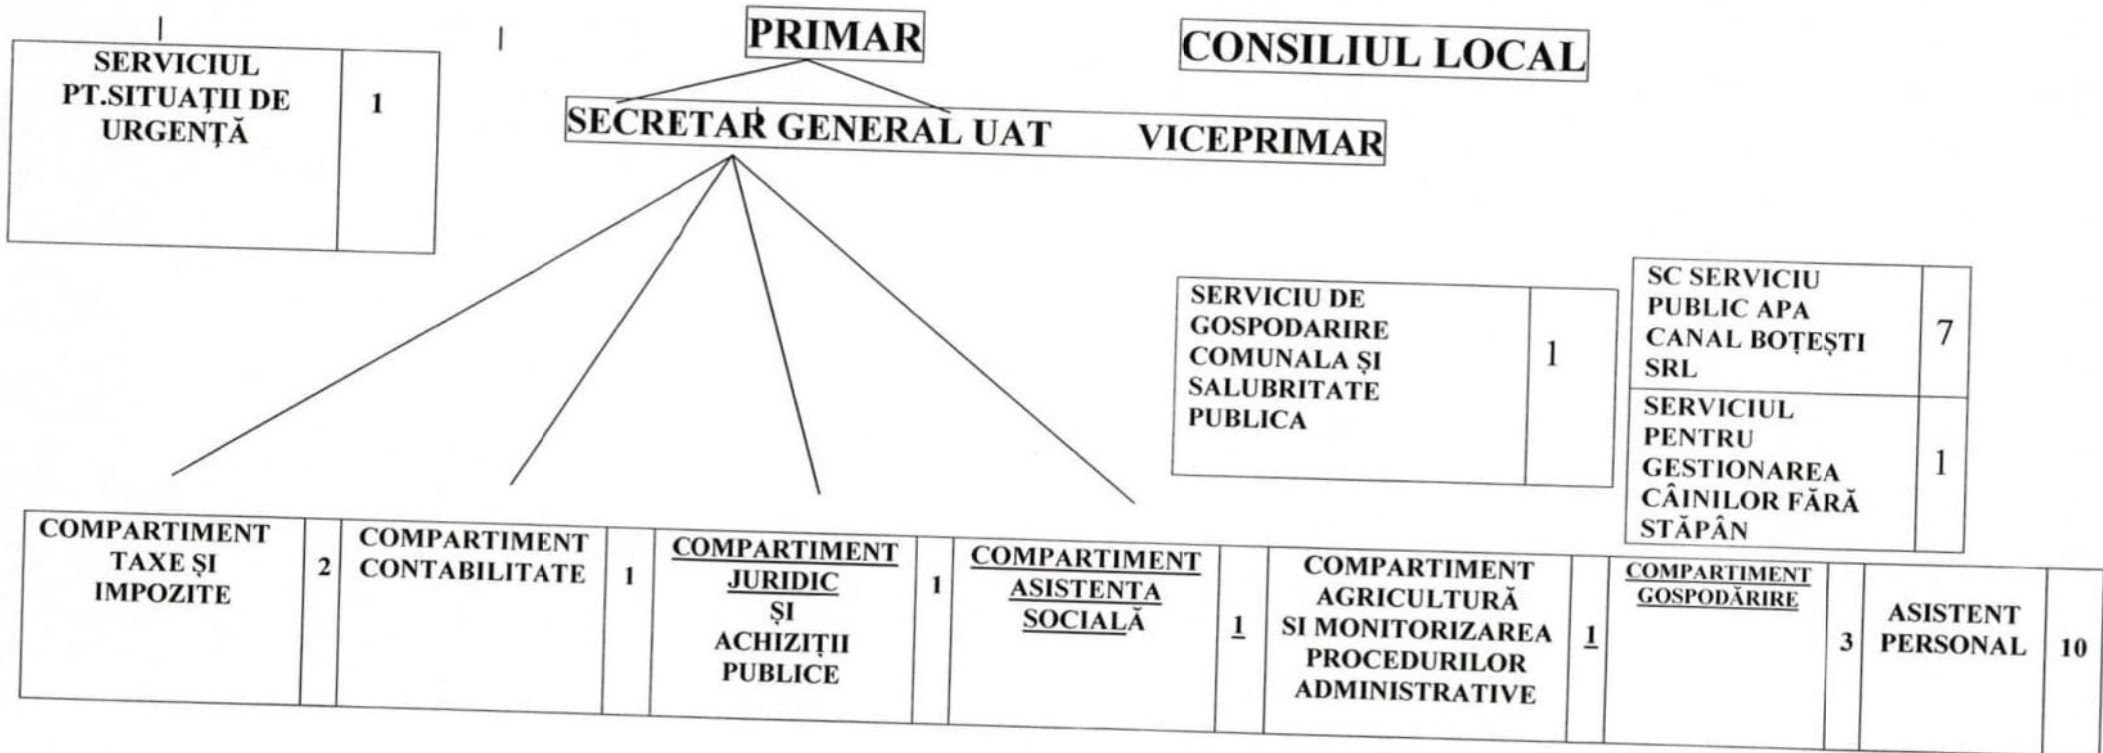 PRIMAR
CONSILIUL LOCAL
SERVICIUL
PT.SITUAȚII DE
URGENȚĂ
1
SECRETAR GENERAL UAT VICEPRIMAR
SERVICIU DE
GOSPODARIRE
COMUNALA ȘI
SALUBRITATE
PUBLICA
1
SC SERVICIU
PUBLIC APA
CANAL BOȚEȘTI
SRL
7
SERVICIUL
PENTRU
GESTIONAREA
CÂINILOR FĂRĂ
STĂPÂN
1
COMPARTIMENT
TAXE ȘI
IMPOZITE
2
COMPARTIMENT
CONTABILITATE
1
COMPARTIMENT
JURIDIC
ȘI
ACHIZIȚII
PUBLICE
1
COMPARTIMENT
ASISTENTA
SOCIALĂ
1
COMPARTIMENT
AGRICULTURĂ
SI MONITORIZAREA
PROCEDURILOR
ADMINISTRATIVE
1
COMPARTIMENT
GOSPODĂRIRE
3
ASISTENT
PERSONAL
10